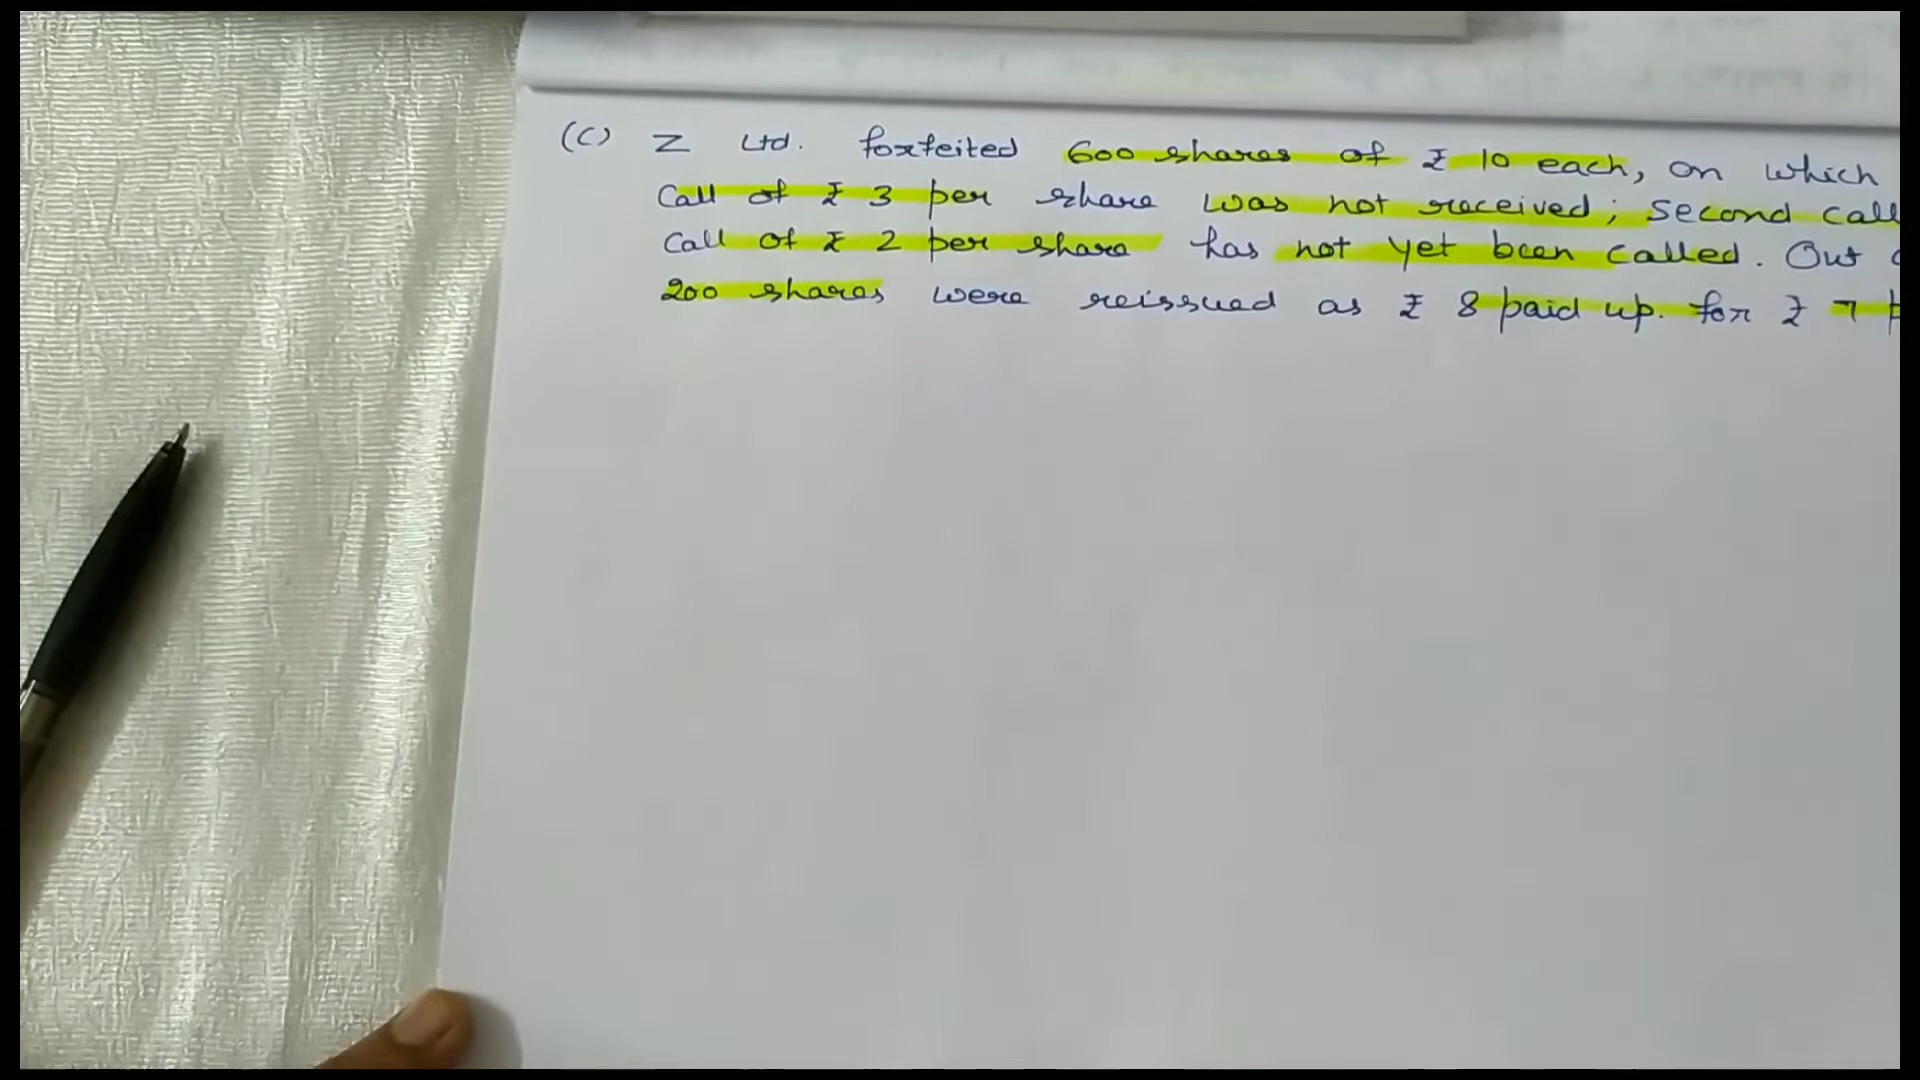 (C) Z Ltd. forfeited 600 shares of ₹ 10 each, on which
Call of ₹ 3 per share was not received; Second call
Call of ₹ 2 per share has not yet been called. Out
200 shares were reissued as ₹ 8 paid up. for ₹ 7